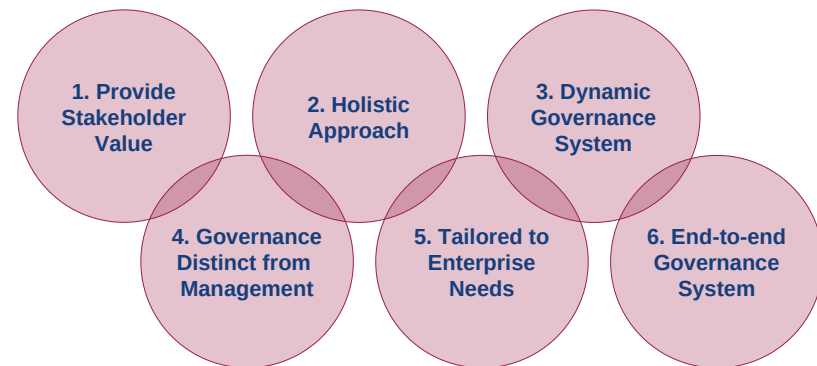 1. Provide
Stakeholder
Value
2. Holistic
Approach
3. Dynamic
Governance
System
4. Governance
Distinct from
Management
5. Tailored to
Enterprise
Needs
6. End-to-end
Governance
System